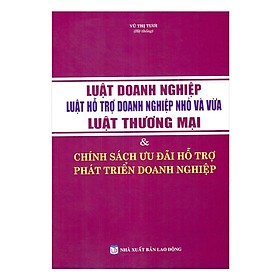 VŨ THỊ TƯƠI
(Hệ thống)
LUẬT DOANH NGHIỆP
LUẬT HỖ TRỢ DOANH NGHIỆP NHỎ VÀ VỪA
LUẬT THƯƠNG MẠI
&
CHÍNH SÁCH ƯU ĐÃI HỖ TRỢ
PHÁT TRIỂN DOANH NGHIỆP
NHÀ XUẤT BẢN LAO ĐỘNG